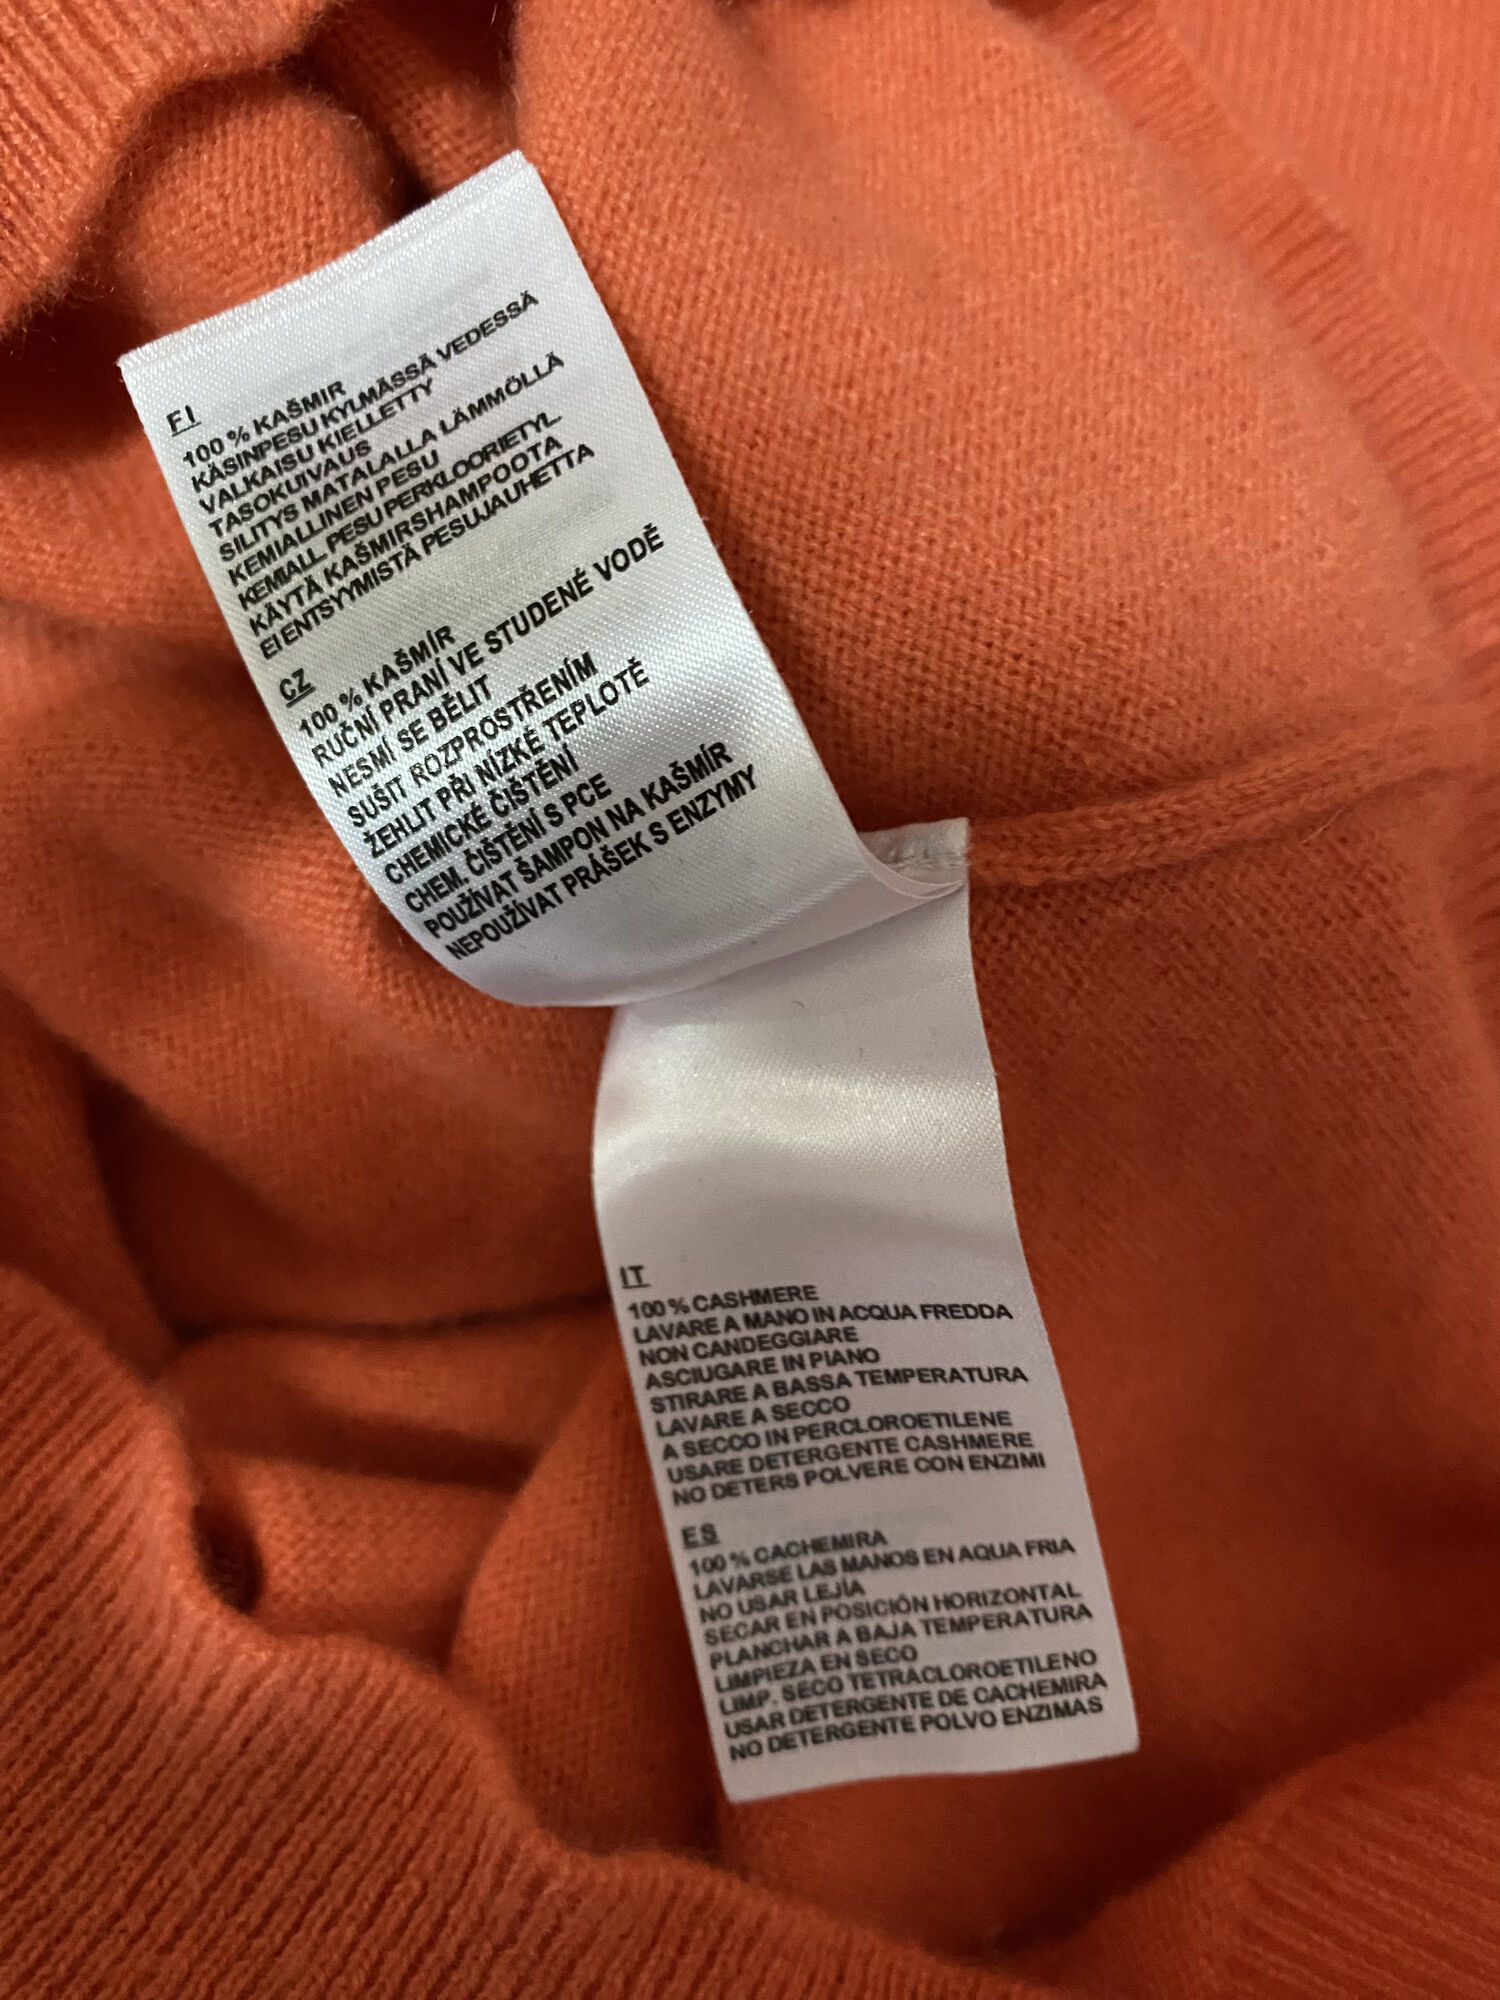 FI
100 % KAŠMIR
KÄSINPESU KYLMÄSSÄ VEDESSÄ
VALKAISU KIELLETTY
TASOKUIVAUS
SILITYS MATALALLA LÄMMÖLLÄ
KEMIALLINEN PESU
KEMIALL. PESU PERKLOORIETYL.
KÄYTÄ KAŠMIRSHAMPOOTA
EI ENTSYYMISTÄ PESUJAUHETTA
CZ
100 % KAŠMÍR
RUČNÍ PRANÍ VE STUDENÉ VODĚ
NESMÍ SE BĚLIT
SUŠIT ROZPROSTŘENÍM
ŽEHLIT PŘI NÍZKÉ TEPLOTĚ
CHEMICKÉ ČIŠTĚNÍ
CHEM. ČIŠTĚNÍ S PCE
POUŽÍVAT ŠAMPON NA KAŠMÍR
NEPOUŽÍVAT PRÁŠEK S ENZYMY
IT
100 % CASHMERE
LAVARE A MANO IN ACQUA FREDDA
NON CANDEGGIARE
ASCIUGARE IN PIANO
STIRARE A BASSA TEMPERATURA
LAVARE A SECCO
A SECCO IN PERCLOROETILENE
USARE DETERGENTE CASHMERE
NO DETERS POLVERE CON ENZIMI
ES
100 % CACHEMIRA
LAVARSE LAS MANOS EN AQUA FRIA
NO USAR LEJÍA
SECAR EN POSICIÓN HORIZONTAL
PLANCHAR A BAJA TEMPERATURA
LIMPIEZA EN SECO
LIMP. SECO TETRACLOROETILENO
USAR DETERGENTE DE CACHEMIRA
NO DETERGENTE POLVO ENZIMAS